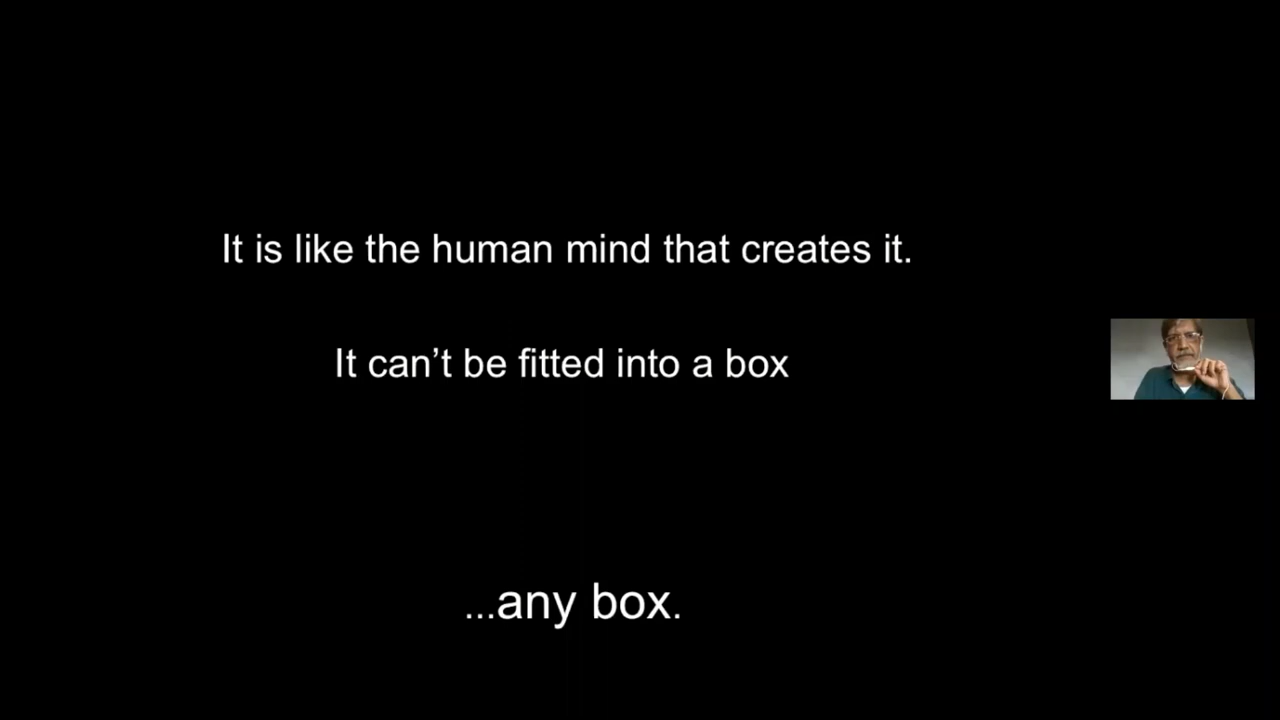 It is like the human mind that creates it.
It can’t be fitted into a box
...any box.